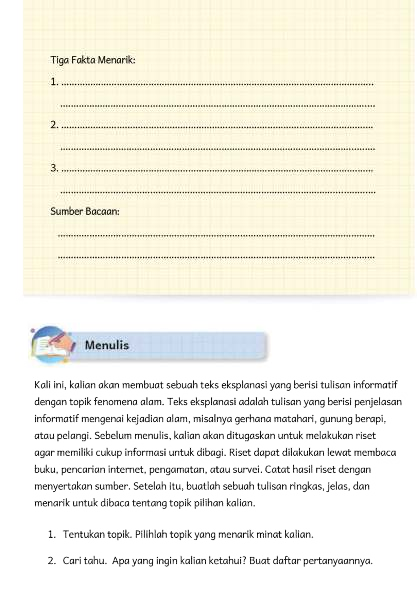 Tiga Fakta Menarik:
1. ....................................................................................................
....................................................................................................
2. ....................................................................................................
....................................................................................................
3. ....................................................................................................
....................................................................................................
Sumber Bacaan:
....................................................................................................
....................................................................................................
Menulis
Kali ini, kalian akan membuat sebuah teks eksplanasi yang berisi tulisan informatif
dengan topik fenomena alam. Teks eksplanasi adalah tulisan yang berisi penjelasan
informatif mengenai kejadian alam, misalnya gerhana matahari, gunung berapi,
atau pelangi. Sebelum menulis, kalian akan ditugaskan untuk melakukan riset
agar memiliki cukup informasi untuk dibagi. Riset dapat dilakukan lewat membaca
buku, pencarian internet, pengamatan, atau survei. Catat hasil riset dengan
menyertakan sumber. Setelah itu, buatlah sebuah tulisan ringkas, jelas, dan
menarik untuk dibaca tentang topik pilihan kalian.
1. Tentukan topik. Pilihlah topik yang menarik minat kalian.
2. Cari tahu. Apa yang ingin kalian ketahui? Buat daftar pertanyaannya.